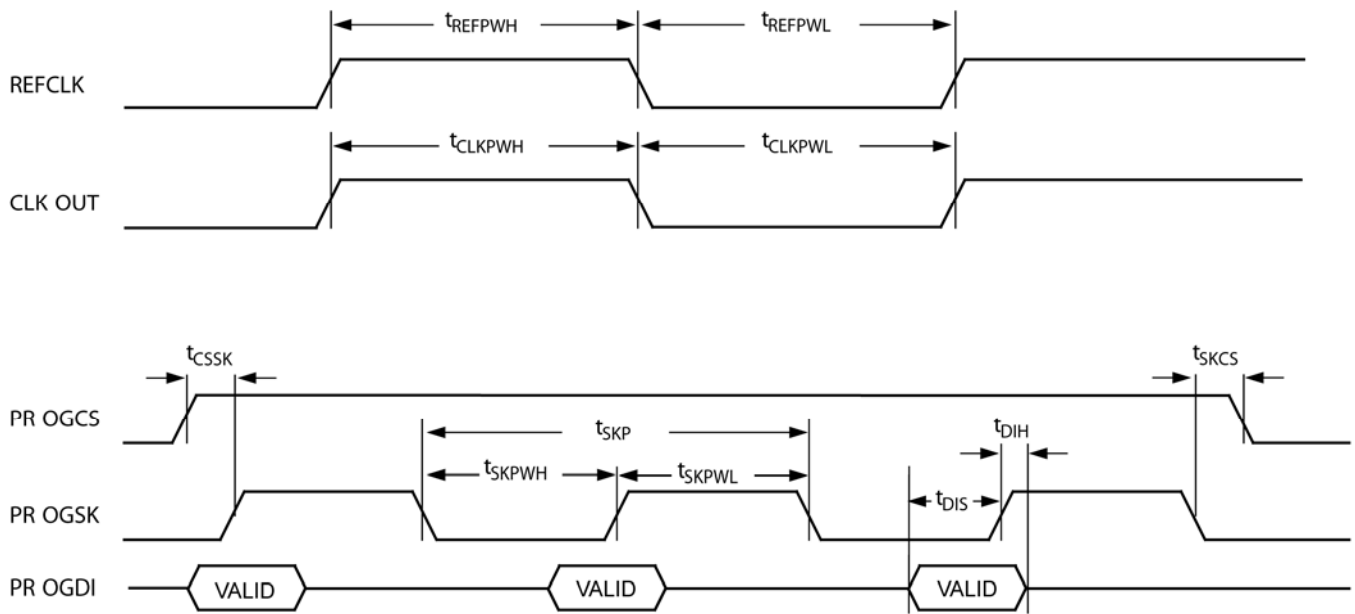 tREFPWH tREFPWL
REFCLK
tCLKPWH tCLKPWL
CLK OUT
tCSSK tSKCS
PR OGCS
tSKP tDIH
tSKPWH tSKPWL
tDIS
PR OGSK
PR OGDI VALID VALID VALID